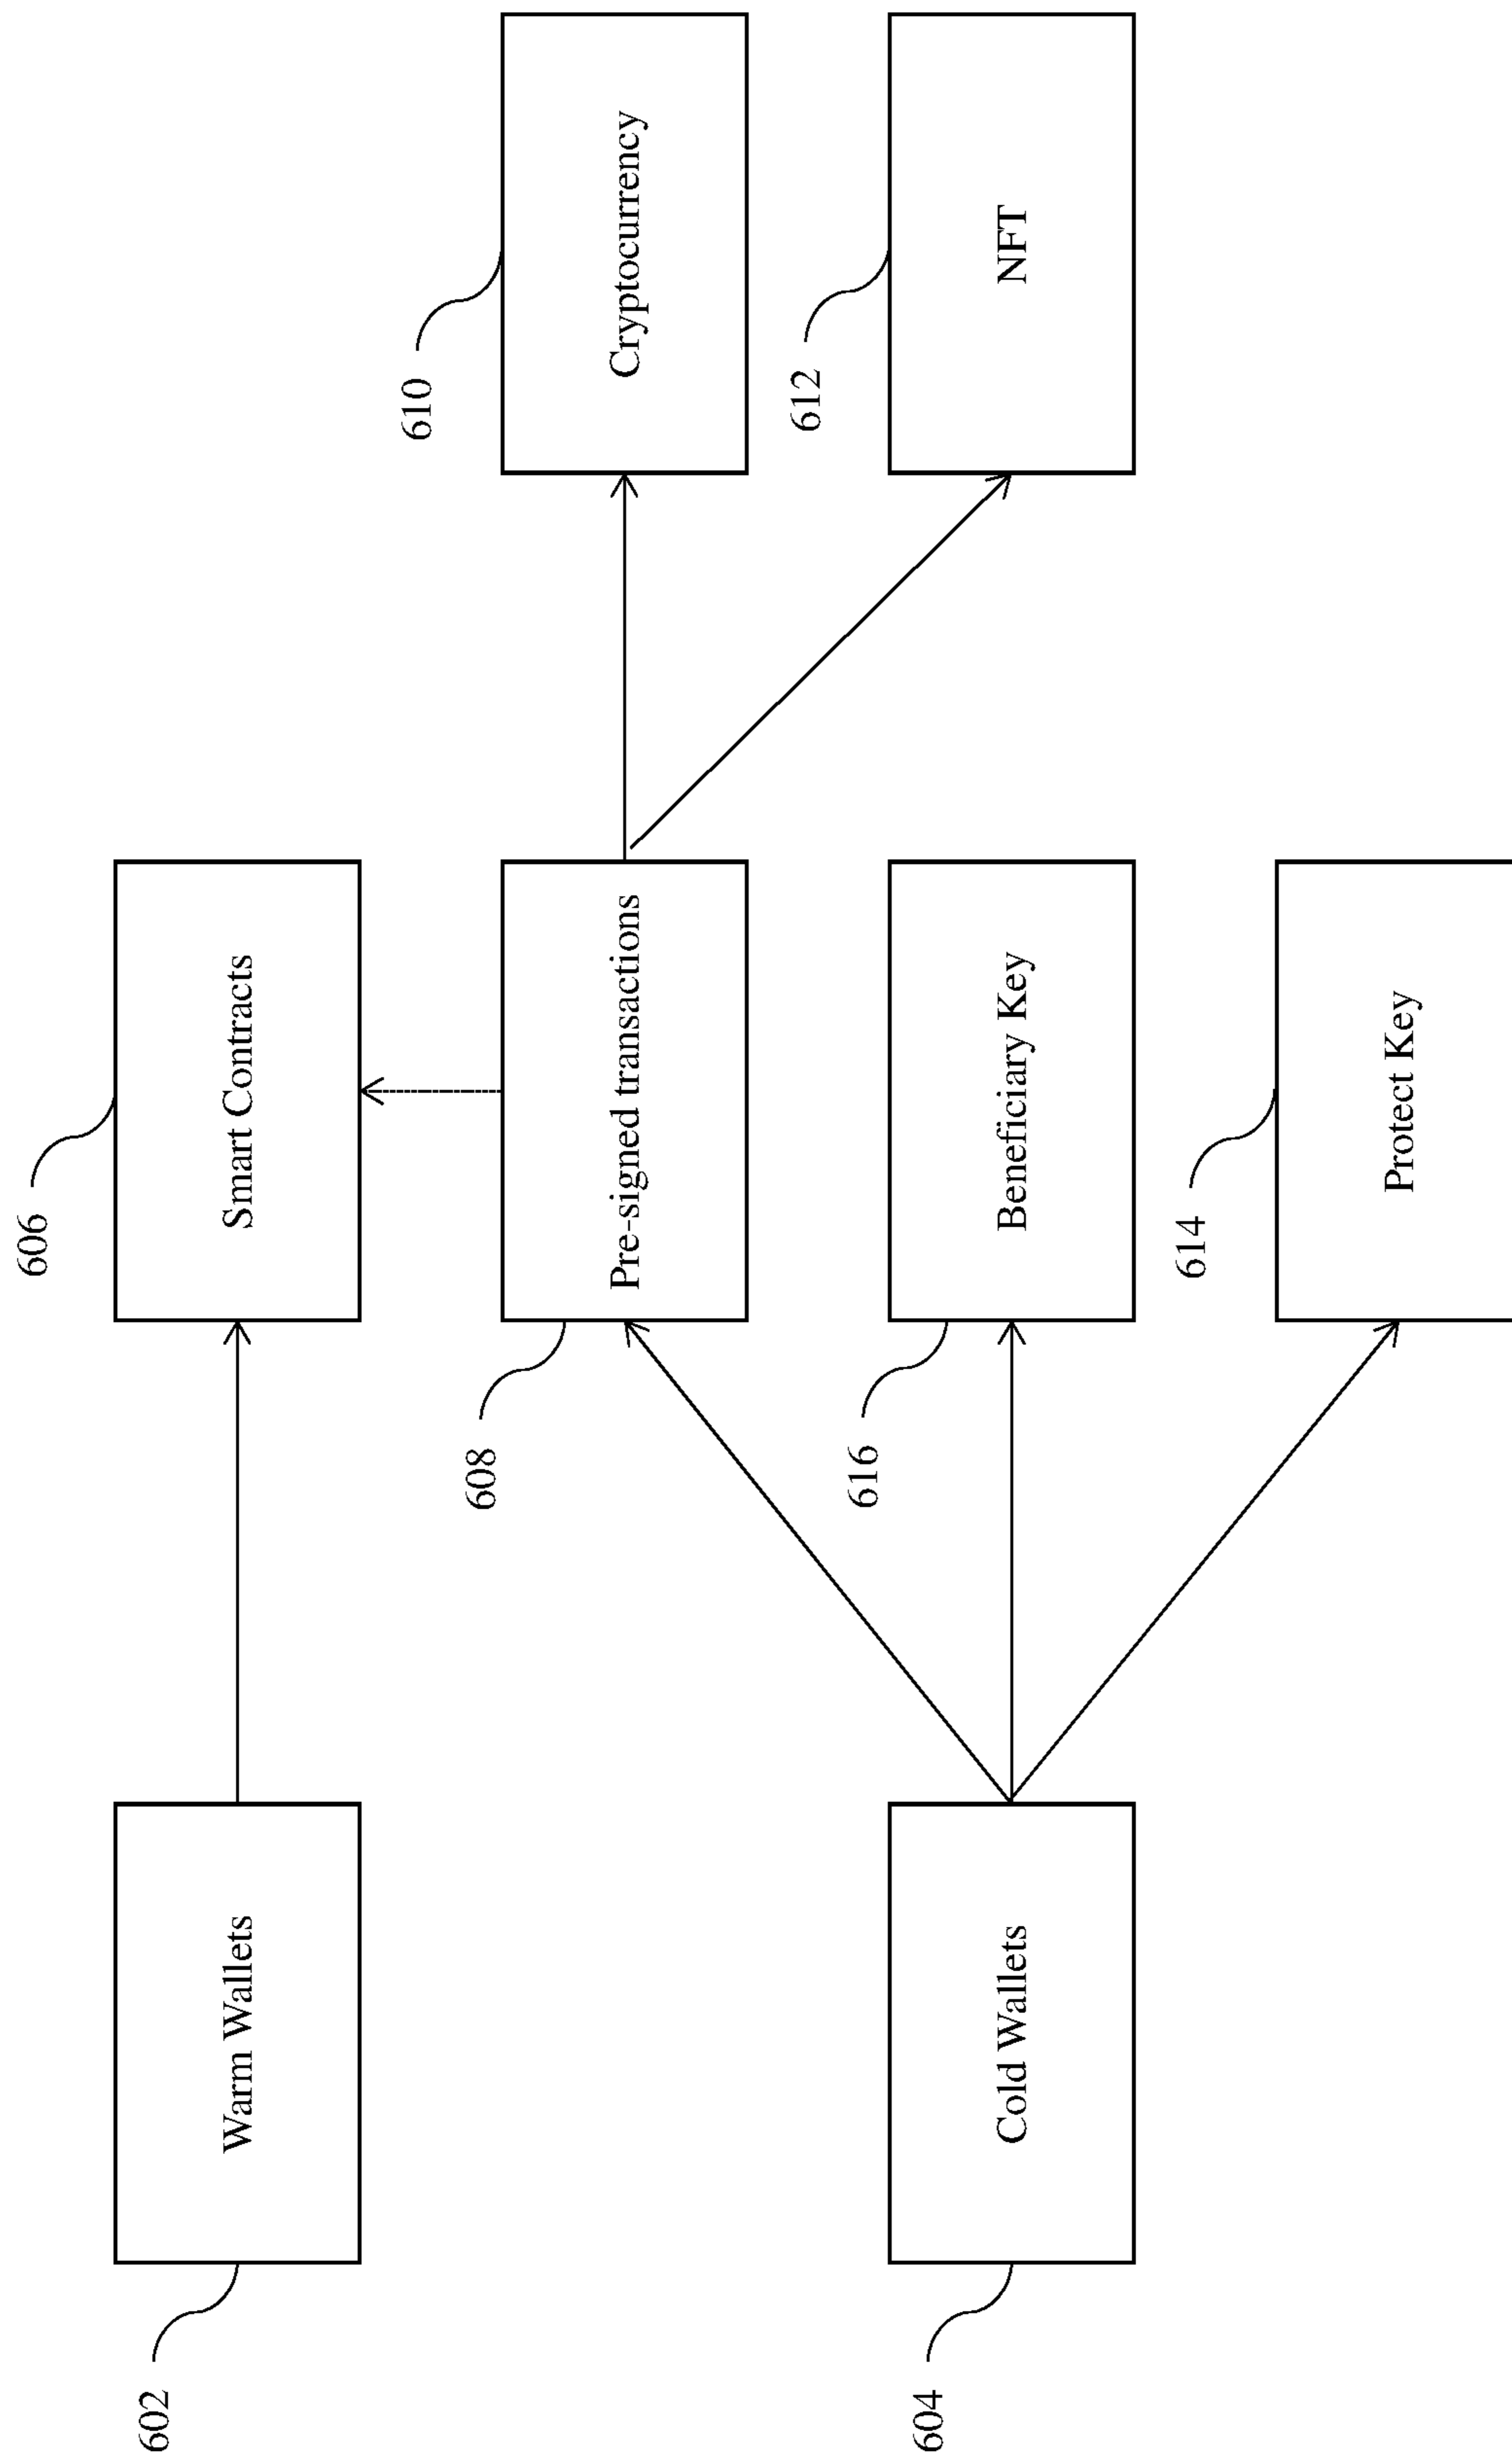 602
Warm Wallets
606
Smart Contracts
608
Pre-signed transactions
610
Cryptocurrency
604
Cold Wallets
616
Beneficiary Key
612
NFT
614
Protect Key